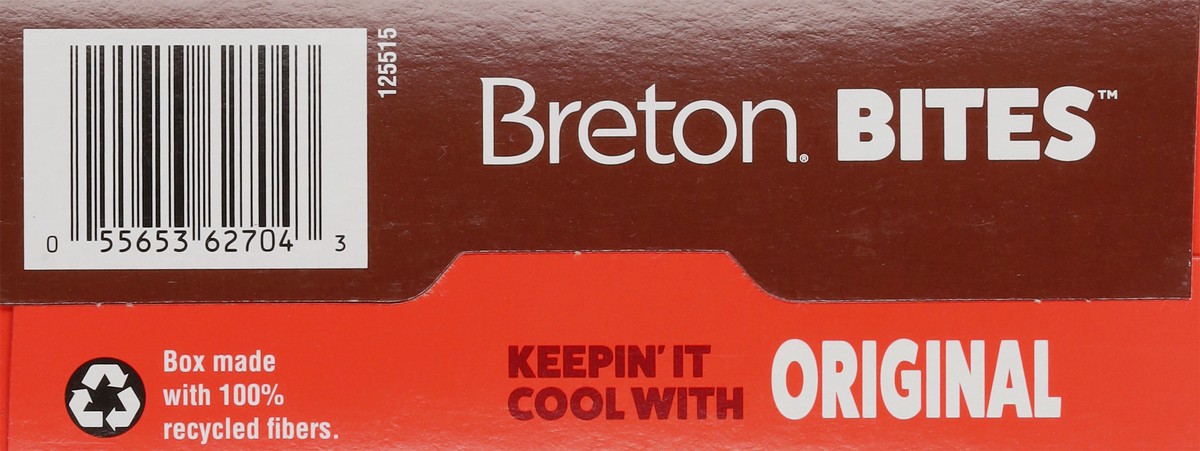 125515
Breton® BITES™
0 55653 62704 3
Box made
with 100%
recycled fibers.
KEEPIN' IT
COOL WITH
ORIGINAL